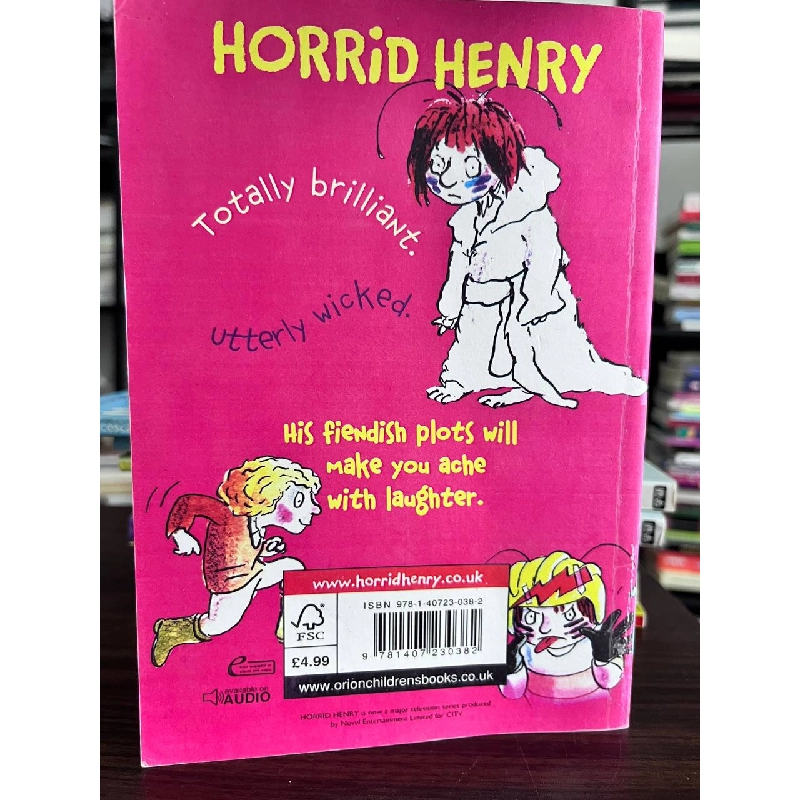 HORRiD HENRY
Totally brilliant.
utterly wicked.
His fiendish plots will
make you ache
with laughter.
www.horridhenry.co.uk
FSC
£4.99
ISBN 978-1-40723-038-2
9 781407 230382
www.orionchildrensbooks.co.uk
available on
AUDIO
HORRID HENRY is now a major television series produced
by Novel Entertainment Limited for CiTV